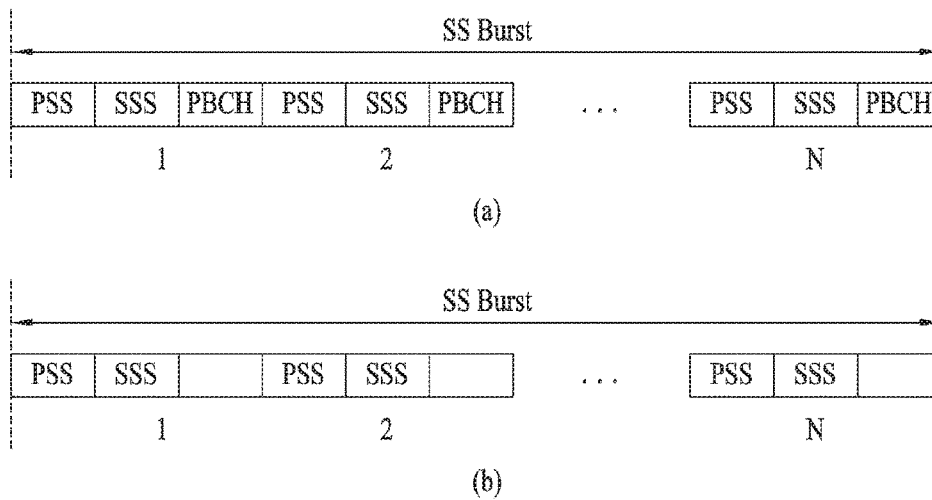 SS Burst
PSS SSS PBCH PSS SSS PBCH ... PSS SSS PBCH
1 2 N
(a)
SS Burst
PSS SSS PSS SSS ... PSS SSS
1 2 N
(b)